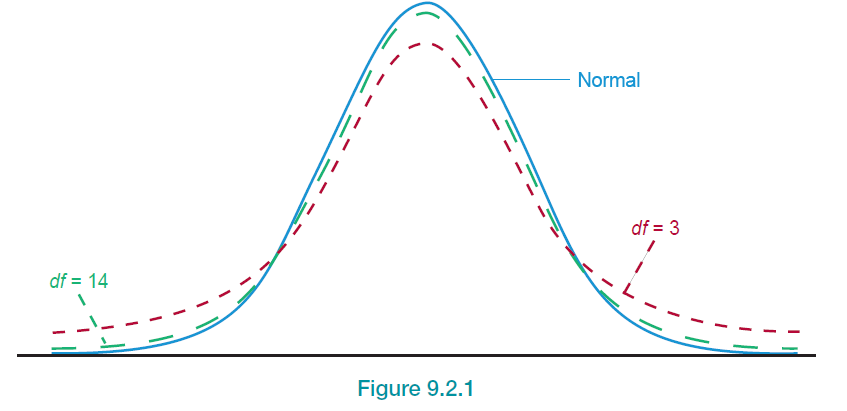 Normal
df = 3
df = 14
Figure 9.2.1